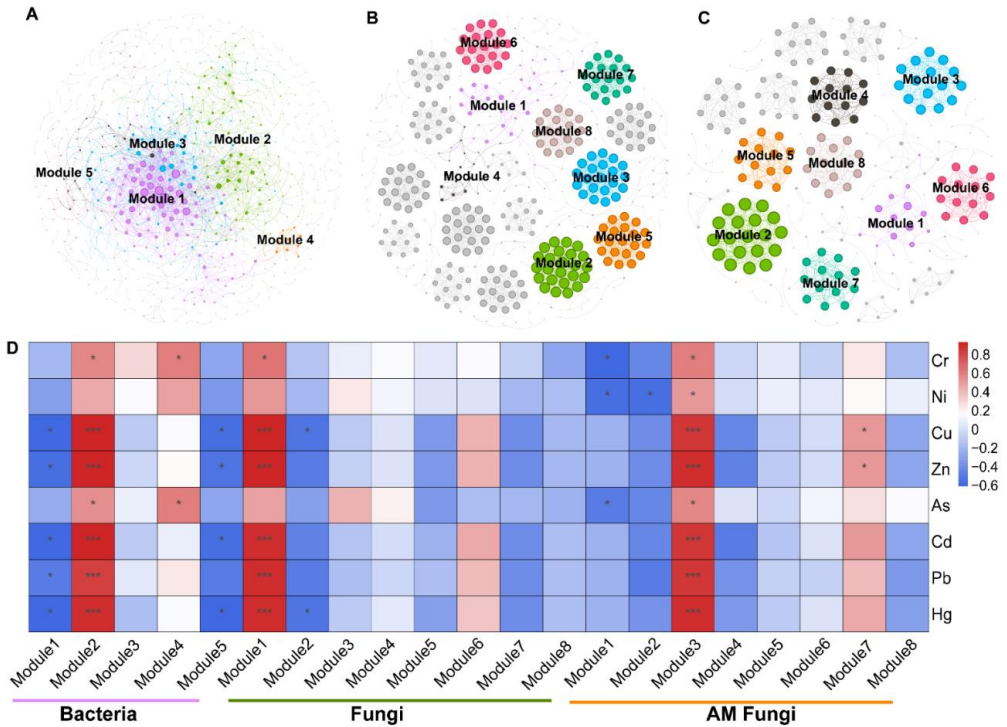 A
Module 3
Module 2
Module 5
Module 1
Module 4
B
Module 6
Module 7
Module 1
Module 8
Module 4
Module 3
Module 5
Module 2
C
Module 3
Module 4
Module 5
Module 8
Module 6
Module 1
Module 2
Module 7
D
* * * * * Cr
* * * Ni
* *** * *** * *** * Cu
* *** * *** *** * Zn
* * * * As
* *** * *** *** Cd
* *** *** *** Pb
* *** * *** * *** Hg
0.8
0.6
0.4
0.2
0
−0.2
−0.4
−0.6
Module1 Module2 Module3 Module4 Module5 Module1 Module2 Module3 Module4 Module5 Module6 Module7 Module8 Module1 Module2 Module3 Module4 Module5 Module6 Module7 Module8
Bacteria Fungi AM Fungi